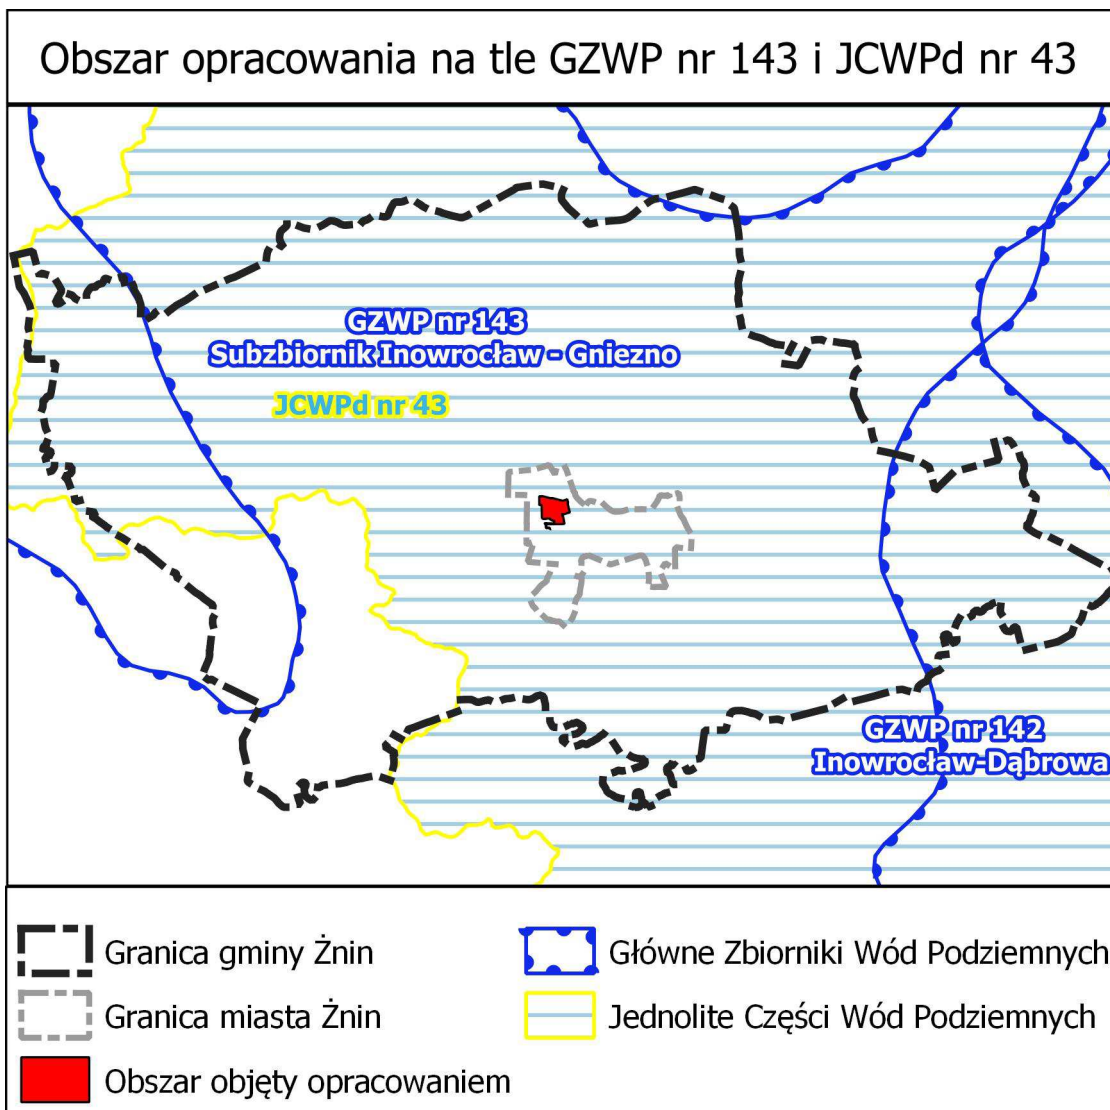 Obszar opracowania na tle GZWP nr 143 i JCWPd nr 43
GZWP nr 143
Subzbiornik Inowrocław - Gniezno
JCWPd nr 43
GZWP nr 142
Inowrocław-Dąbrowa
Granica gminy Żnin
Główne Zbiorniki Wód Podziemnych
Granica miasta Żnin
Jednolite Części Wód Podziemnych
Obszar objęty opracowaniem